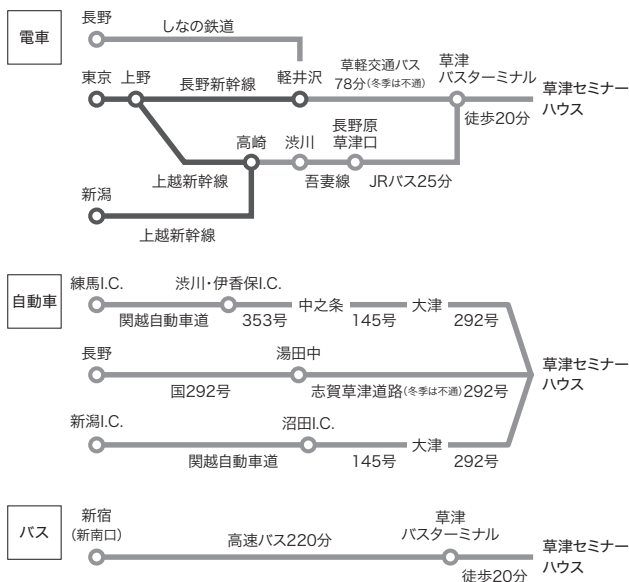 電車
長野
しなの鉄道
東京
上野
長野新幹線
軽井沢
草軽交通バス
78分(冬季は不通)
草津
バスターミナル
草津セミナー
ハウス
徒歩20分
高崎
渋川
長野原
草津口
上越新幹線
吾妻線
JRバス25分
新潟
上越新幹線
自動車
練馬I.C.
渋川・伊香保I.C.
関越自動車道
353号
中之条
145号
大津
292号
長野
湯田中
国292号
志賀草津道路(冬季は不通)292号
草津セミナー
ハウス
新潟I.C.
沼田I.C.
関越自動車道
145号
大津
292号
バス
新宿
(新南口)
高速バス220分
草津
バスターミナル
草津セミナー
ハウス
徒歩20分